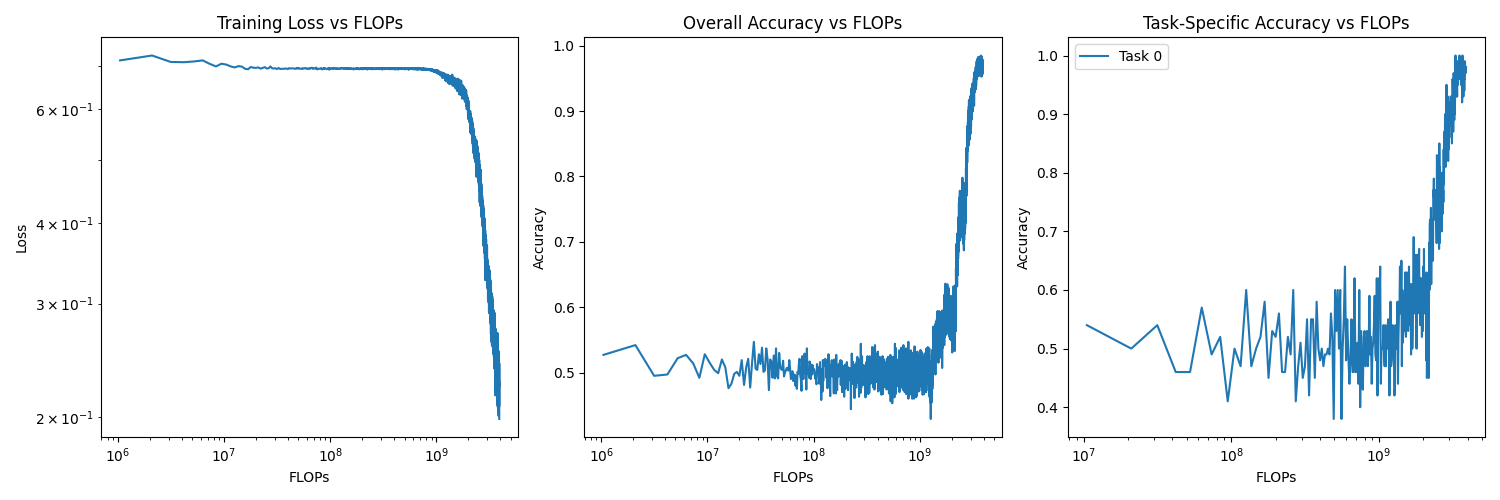 Training Loss vs FLOPs
Loss
6 × 10⁻¹
4 × 10⁻¹
3 × 10⁻¹
2 × 10⁻¹
10⁶ 10⁷ 10⁸ 10⁹
FLOPs
Overall Accuracy vs FLOPs
Accuracy
1.0
0.9
0.8
0.7
0.6
0.5
10⁶ 10⁷ 10⁸ 10⁹
FLOPs
Task-Specific Accuracy vs FLOPs
Task 0
Accuracy
1.0
0.9
0.8
0.7
0.6
0.5
0.4
10⁷ 10⁸ 10⁹
FLOPs